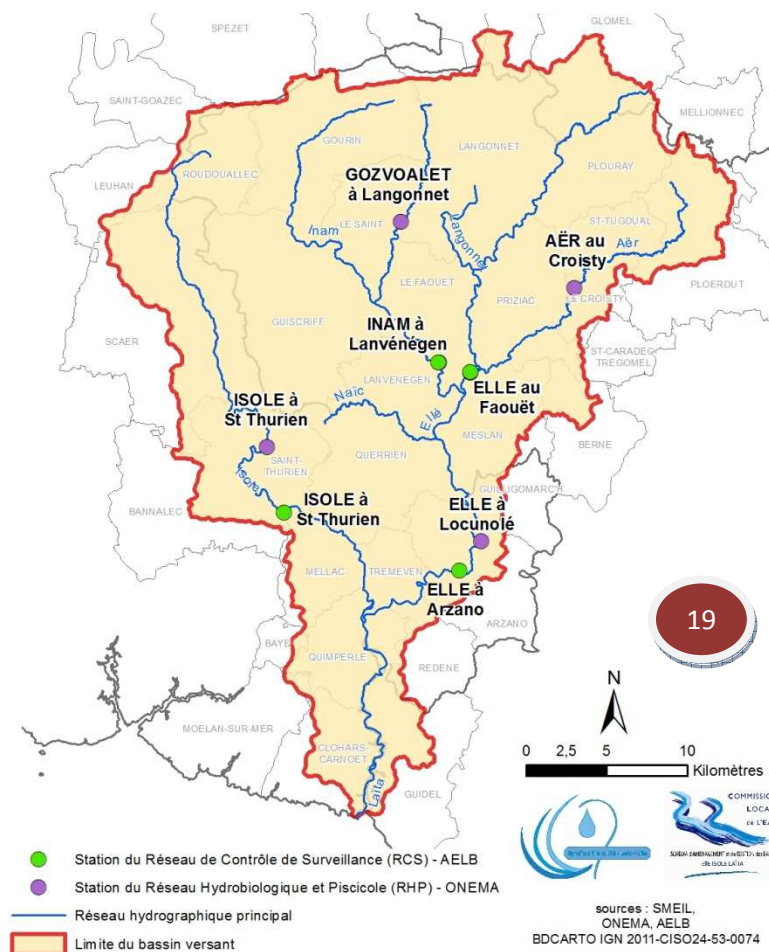 SPEZET
GLOMEL
SAINT-GOAZEC
MELLIONNEC
GOURIN
LANGONNET
PLOURAY
ROUDOUALLEC
LEUHAN
GOZVOALET
à Langonnet
LE SAINT
Inam
Langonnet
ST-TUGDUAL
AËR au
Croisty
Aër
LE FAOUET
PRIZIAC
LE CROISTY
PLOERDUT
GUISCRIFF
SCAER
INAM à
Lanvénégen
ST-CARADEC-
TREGOMEL
LANVENEGEN
ELLE au
Faouët
ISOLE à
St Thurien
Naïc
Ellé
MESLAN
BERNE
SAINT-
THURIEN
QUERRIEN
Isole
GUILLIGOMARC'H
BANNALEC
ISOLE à
St Thurien
ELLE à
Locunolé
MELLAC
TREMEVEN
ELLE à
Arzano
ARZANO
19
BAYE
REDENE
QUIMPERLE
MOELAN-SUR-MER
N
CLOHARS-
CARNOET
Laïta
GUIDEL
0 2,5 5 10
Kilomètres
COMMISSION
LOCALE
DE L'EAU
Station du Réseau de Contrôle de Surveillance (RCS) - AELB
Station du Réseau Hydrobiologique et Piscicole (RHP) - ONEMA
Réseau hydrographique principal
Limite du bassin versant
sources : SMEIL,
ONEMA, AELB
BDCARTO IGN 2011-CISO24-53-0074